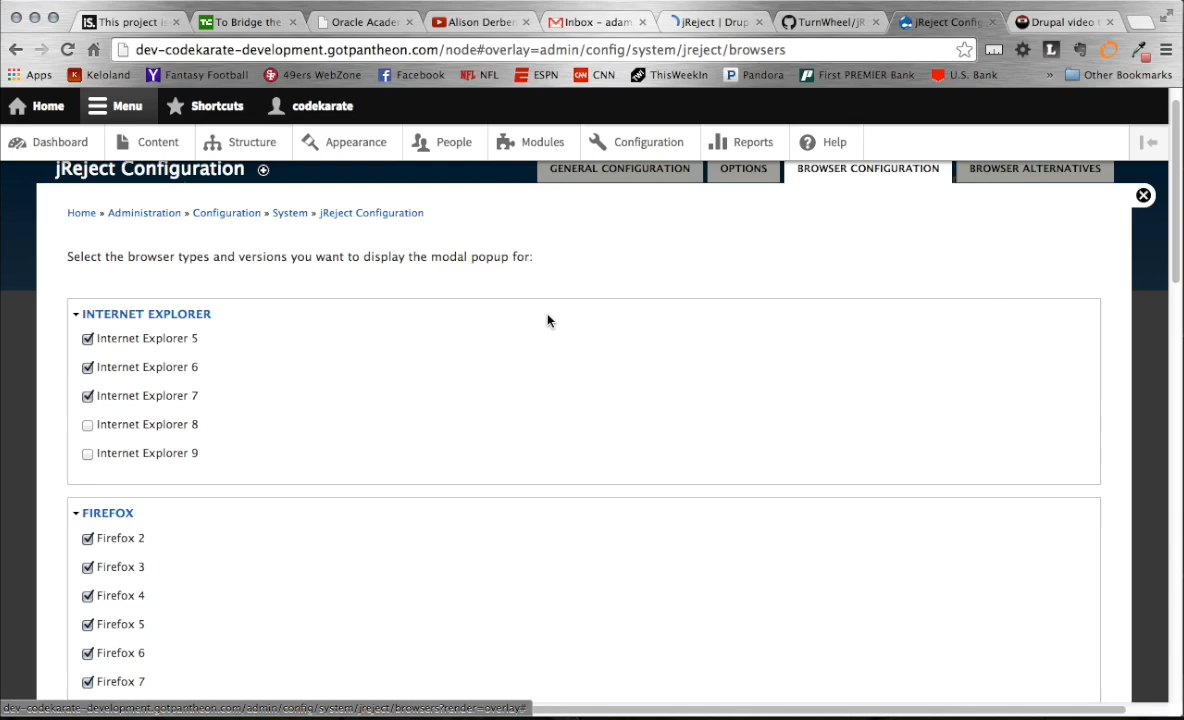 This project is
To Bridge the
Oracle Acader
Alison Derber
Inbox - adam
jReject | Drup
TurnWheel/jR
jReject Config
Drupal video t
dev-codekarate-development.gotpantheon.com/node#overlay=admin/config/system/jreject/browsers
Apps Keloland Fantasy Football 49ers WebZone Facebook NFL ESPN CNN ThisWeekIn Pandora First PREMIER Bank U.S. Bank » Other Bookmarks
Home Menu Shortcuts codekarate
Dashboard Content Structure Appearance People Modules Configuration Reports Help
jReject Configuration
GENERAL CONFIGURATION OPTIONS BROWSER CONFIGURATION BROWSER ALTERNATIVES
Home » Administration » Configuration » System » jReject Configuration
Select the browser types and versions you want to display the modal popup for:
INTERNET EXPLORER
Internet Explorer 5
Internet Explorer 6
Internet Explorer 7
Internet Explorer 8
Internet Explorer 9
FIREFOX
Firefox 2
Firefox 3
Firefox 4
Firefox 5
Firefox 6
Firefox 7
dev-codekarate-development.gotpantheon.com/admin/config/system/jreject/browsers?render=overlay#